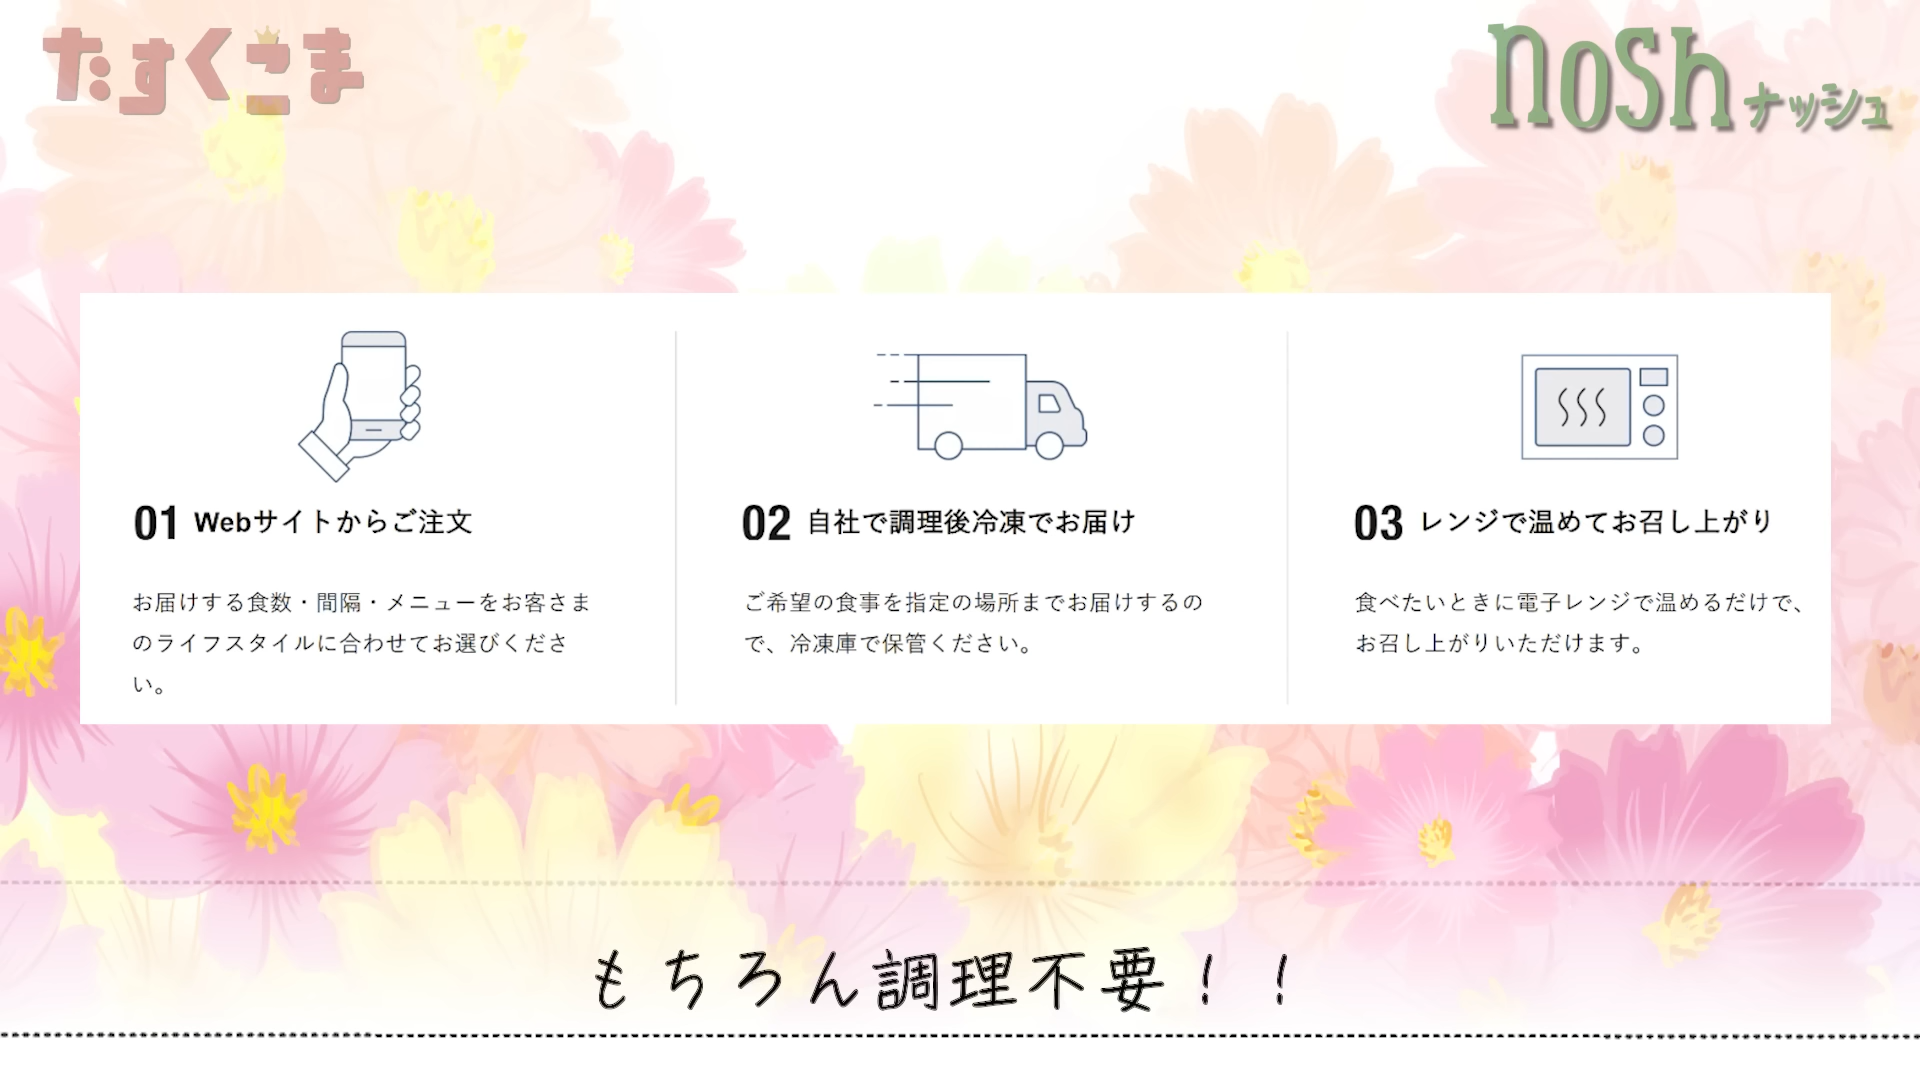 たすくこま
nosh ナッシュ
01 Webサイトからご注文
お届けする食数・間隔・メニューをお客さま
のライフスタイルに合わせてお選びくださ
い。
02 自社で調理後冷凍でお届け
ご希望の食事を指定の場所までお届けするの
で、冷凍庫で保管ください。
03 レンジで温めてお召し上がり
食べたいときに電子レンジで温めるだけで、
お召し上がりいただけます。
もちろん調理不要！！